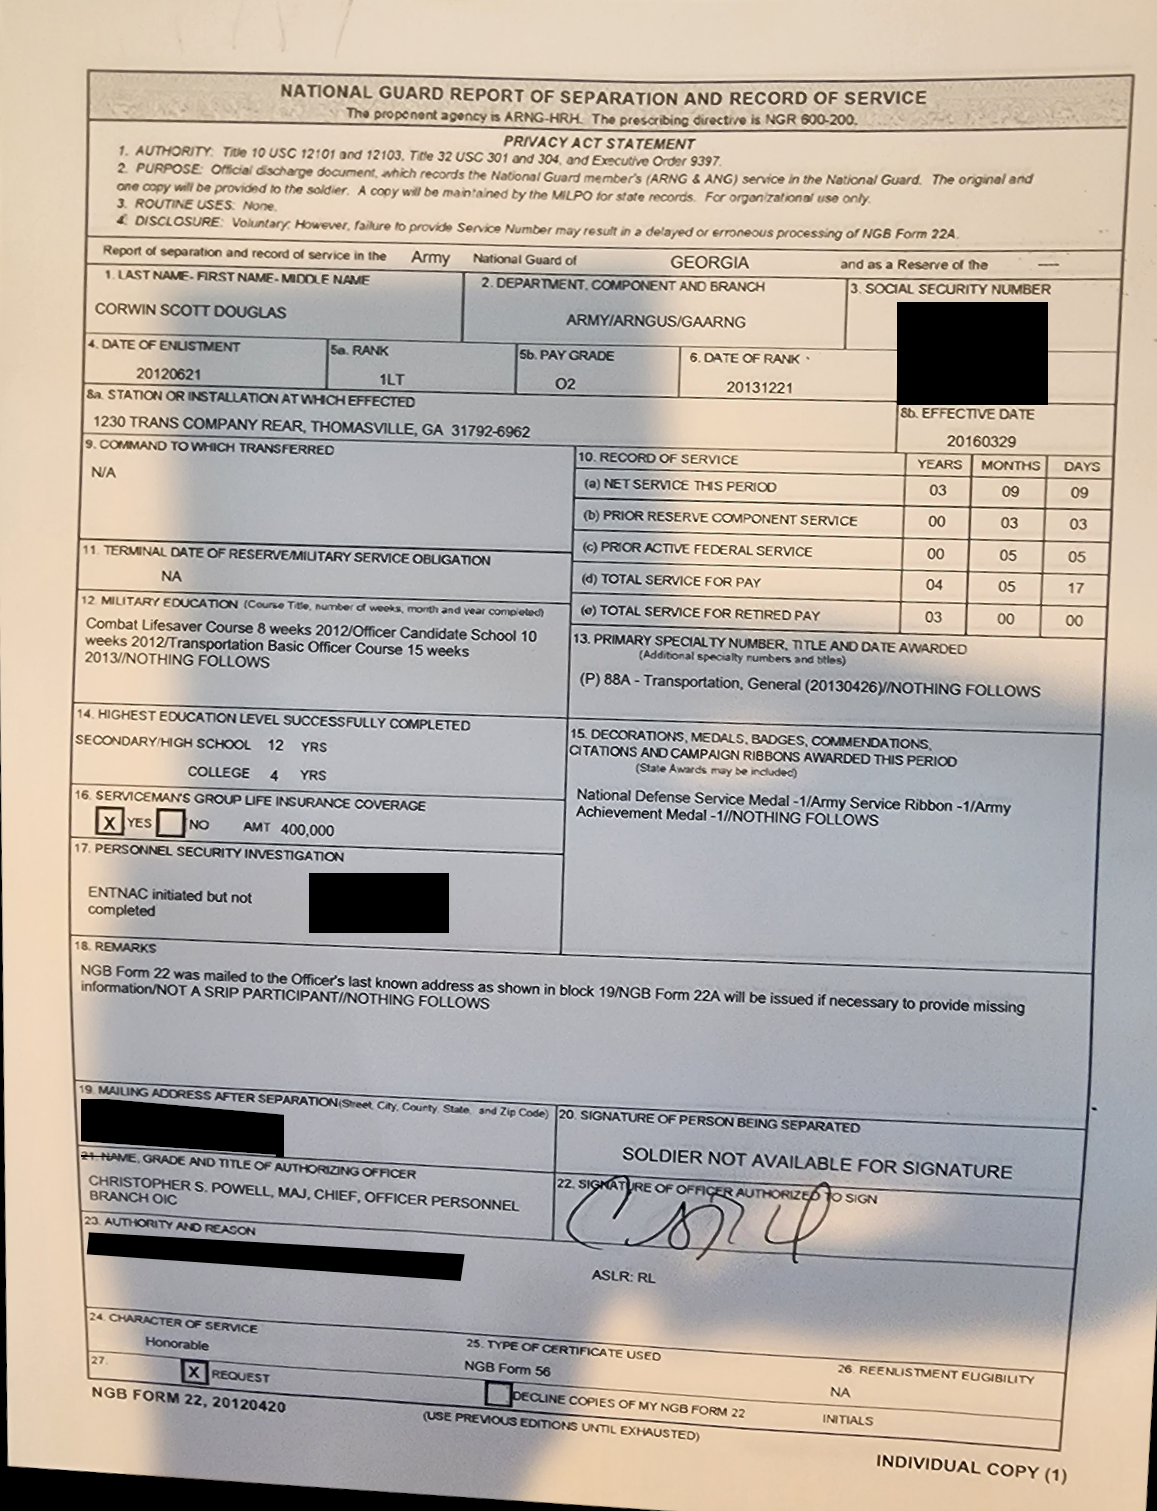 NATIONAL GUARD REPORT OF SEPARATION AND RECORD OF SERVICE
The proponent agency is ARNG-HRH. The prescribing directive is NGR 600-200.
PRIVACY ACT STATEMENT
1. AUTHORITY: Title 10 USC 12101 and 12103, Title 32 USC 301 and 304, and Executive Order 9397.
2. PURPOSE: Official discharge document, which records the National Guard member's (ARNG & ANG) service in the National Guard. The original and
one copy will be provided to the soldier. A copy will be maintained by the MILPO for state records. For organizational use only.
3. ROUTINE USES: None.
4. DISCLOSURE: Voluntary: However, failure to provide Service Number may result in a delayed or erroneous processing of NGB Form 22A.
Report of separation and record of service in the Army National Guard of GEORGIA and as a Reserve of the ----
1. LAST NAME- FIRST NAME- MIDDLE NAME
CORWIN SCOTT DOUGLAS
2. DEPARTMENT, COMPONENT AND BRANCH
ARMY/ARNGUS/GAARNG
3. SOCIAL SECURITY NUMBER
4. DATE OF ENLISTMENT
20120621
5a. RANK
1LT
5b. PAY GRADE
O2
6. DATE OF RANK
20131221
8a. STATION OR INSTALLATION AT WHICH EFFECTED
1230 TRANS COMPANY REAR, THOMASVILLE, GA 31792-6962
8b. EFFECTIVE DATE
20160329
9. COMMAND TO WHICH TRANSFERRED
N/A
10. RECORD OF SERVICE YEARS MONTHS DAYS
(a) NET SERVICE THIS PERIOD 03 09 09
(b) PRIOR RESERVE COMPONENT SERVICE 00 03 03
(c) PRIOR ACTIVE FEDERAL SERVICE 00 05 05
(d) TOTAL SERVICE FOR PAY 04 05 17
(e) TOTAL SERVICE FOR RETIRED PAY 03 00 00
11. TERMINAL DATE OF RESERVE/MILITARY SERVICE OBLIGATION
NA
12. MILITARY EDUCATION (Course Title, number of weeks, month and year completed)
Combat Lifesaver Course 8 weeks 2012/Officer Candidate School 10
weeks 2012/Transportation Basic Officer Course 15 weeks
2013//NOTHING FOLLOWS
13. PRIMARY SPECIALTY NUMBER, TITLE AND DATE AWARDED
(Additional specialty numbers and titles)
(P) 88A - Transportation, General (20130426)//NOTHING FOLLOWS
14. HIGHEST EDUCATION LEVEL SUCCESSFULLY COMPLETED
SECONDARY/HIGH SCHOOL 12 YRS
COLLEGE 4 YRS
15. DECORATIONS, MEDALS, BADGES, COMMENDATIONS,
CITATIONS AND CAMPAIGN RIBBONS AWARDED THIS PERIOD
(State Awards may be included)
National Defense Service Medal -1/Army Service Ribbon -1/Army
Achievement Medal -1//NOTHING FOLLOWS
16. SERVICEMAN'S GROUP LIFE INSURANCE COVERAGE
X YES NO AMT 400,000
17. PERSONNEL SECURITY INVESTIGATION
ENTNAC initiated but not
completed
18. REMARKS
NGB Form 22 was mailed to the Officer's last known address as shown in block 19/NGB Form 22A will be issued if necessary to provide missing
information/NOT A SRIP PARTICIPANT//NOTHING FOLLOWS
19. MAILING ADDRESS AFTER SEPARATION(Street, City, County, State, and Zip Code)
20. SIGNATURE OF PERSON BEING SEPARATED
SOLDIER NOT AVAILABLE FOR SIGNATURE
21. NAME, GRADE AND TITLE OF AUTHORIZING OFFICER
CHRISTOPHER S. POWELL, MAJ, CHIEF, OFFICER PERSONNEL
BRANCH OIC
22. SIGNATURE OF OFFICER AUTHORIZED TO SIGN
23. AUTHORITY AND REASON
ASLR: RL
24. CHARACTER OF SERVICE
Honorable
25. TYPE OF CERTIFICATE USED
NGB Form 56
26. REENLISTMENT ELIGIBILITY
NA
27. X REQUEST
DECLINE COPIES OF MY NGB FORM 22
INITIALS
NGB FORM 22, 20120420
(USE PREVIOUS EDITIONS UNTIL EXHAUSTED)
INDIVIDUAL COPY (1)